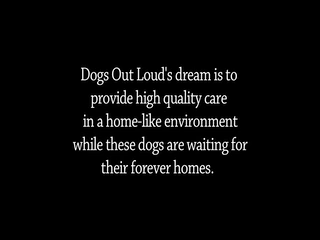 Dogs Out Loud's dream is to
provide high quality care
in a home-like environment
while these dogs are waiting for
their forever homes.